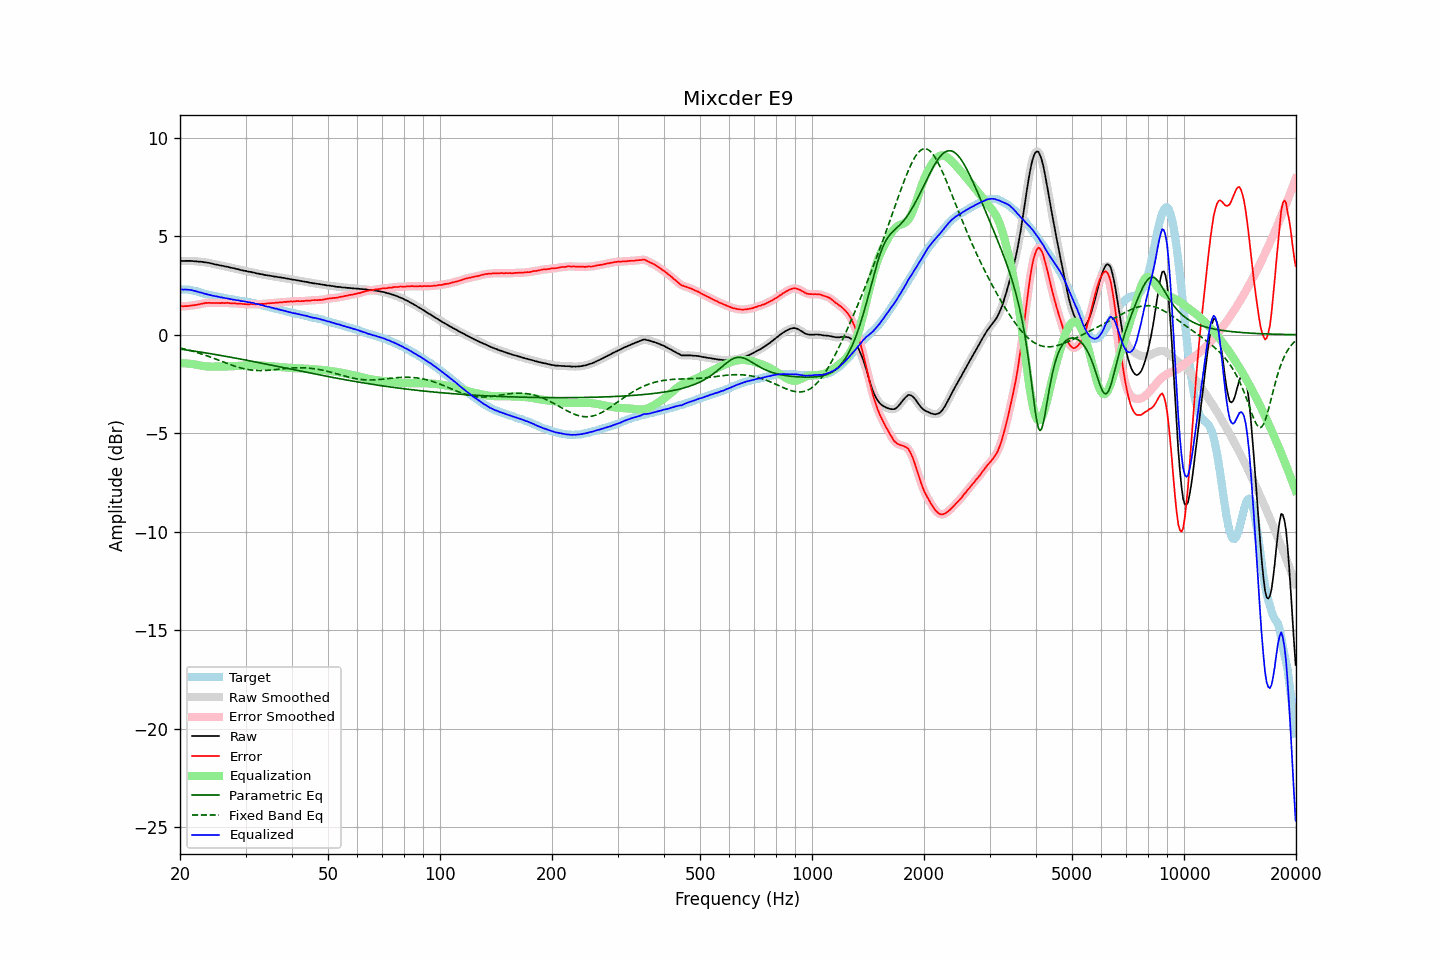 Mixcder E9
10
5
0
−5
−10
−15
−20
−25
Amplitude (dBr)
Target
Raw Smoothed
Error Smoothed
Raw
Error
Equalization
Parametric Eq
Fixed Band Eq
Equalized
20 50 100 200 500 1000 2000 5000 10000 20000
Frequency (Hz)